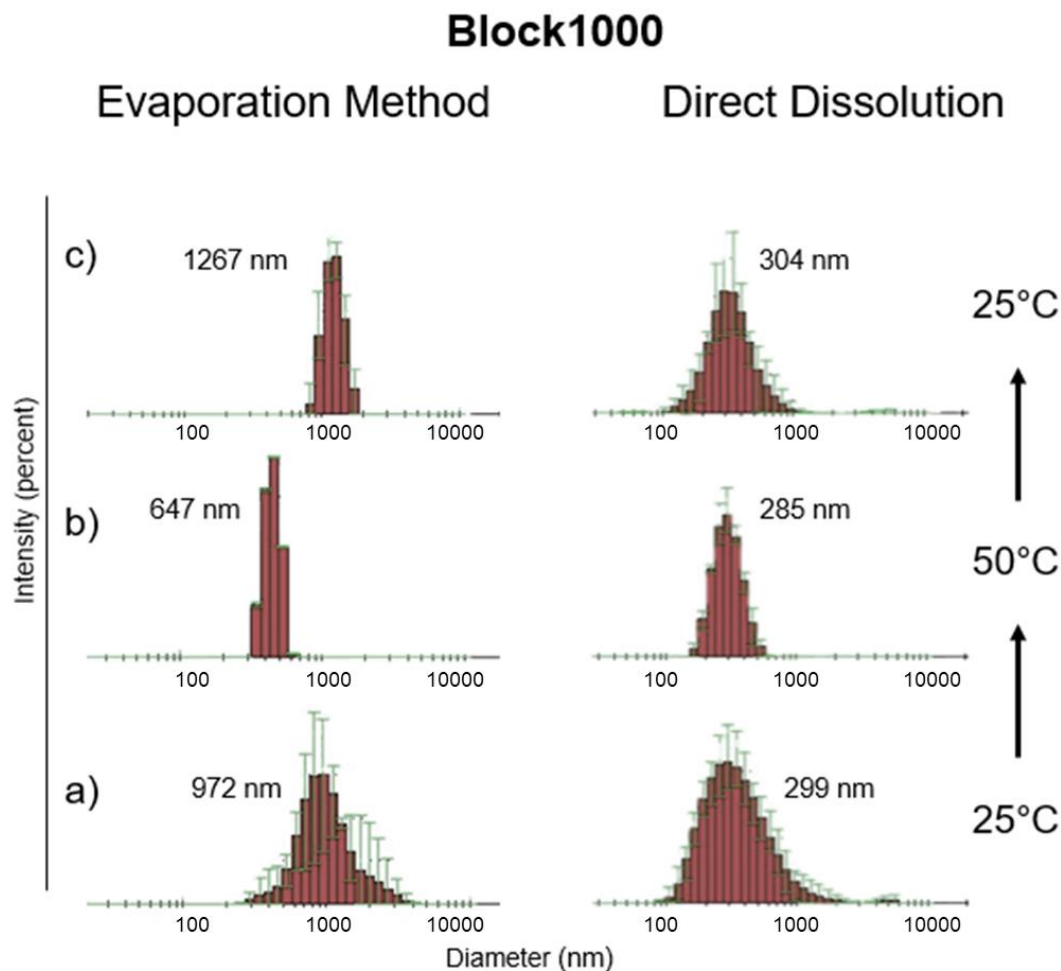 Block1000
Evaporation Method
Direct Dissolution
Intensity (percent)
c)
1267 nm
304 nm
25°C
100 1000 10000
100 1000 10000
b)
647 nm
285 nm
50°C
100 1000 10000
100 1000 10000
a)
972 nm
299 nm
25°C
100 1000 10000
100 1000 10000
Diameter (nm)